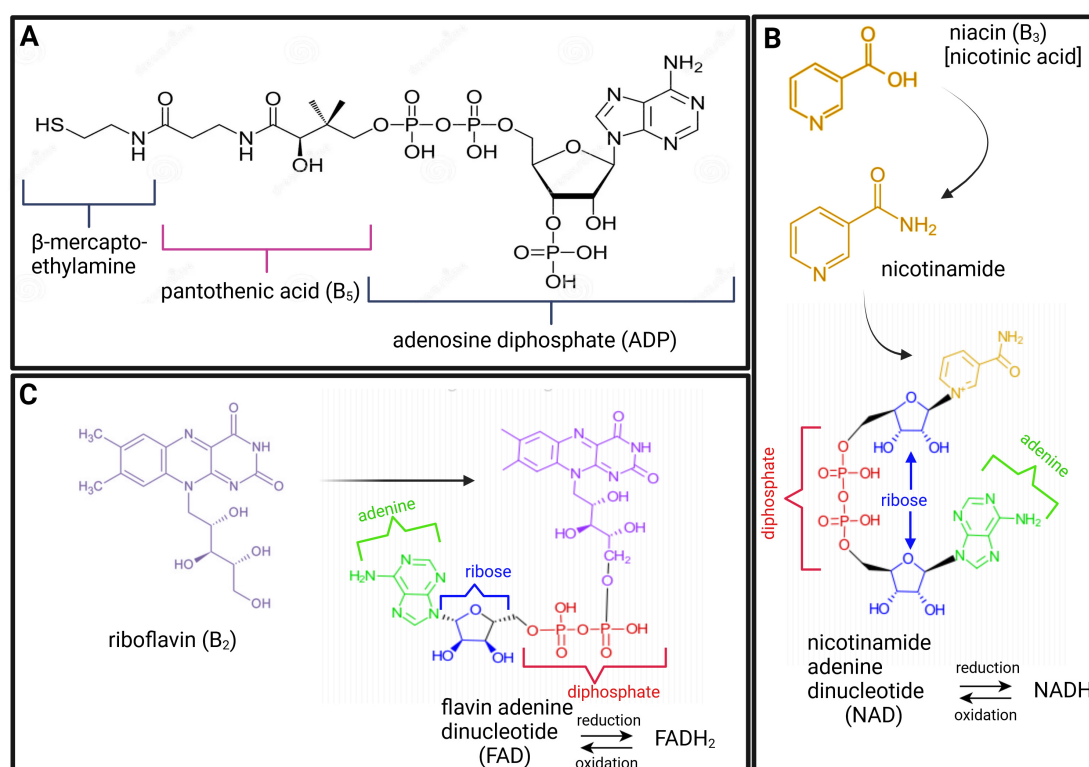 A
NH₂
N
N
N
N
O
O
O
O
HS
N
H
N
H
O
P
O
P
O
O
OH
OH
OH
O
OH
O=P–OH
OH
β-mercapto-
ethylamine
pantothenic acid (B₅)
adenosine diphosphate (ADP)
B
niacin (B₃)
[nicotinic acid]
O
OH
N
O
NH₂
N
nicotinamide
NH₂
O
N⁺
O
O
HO
OH
O=P–OH
O
O=P–OH
O
diphosphate
ribose
adenine
N
N
NH₂
N
N
O
HO
OH
nicotinamide
adenine
dinucleotide
(NAD)
reduction
oxidation
NADH
C
H₃C
H₃C
N
O
NH
N
N
O
OH
HO
OH
OH
riboflavin (B₂)
N
O
NH
N
N
O
OH
HO
OH
CH₂
O
adenine
H₂N
N
N
N
N
ribose
O
HO
OH
O
OH
P
O
P
OH
O
O
diphosphate
flavin adenine
dinucleotide
(FAD)
reduction
oxidation
FADH₂